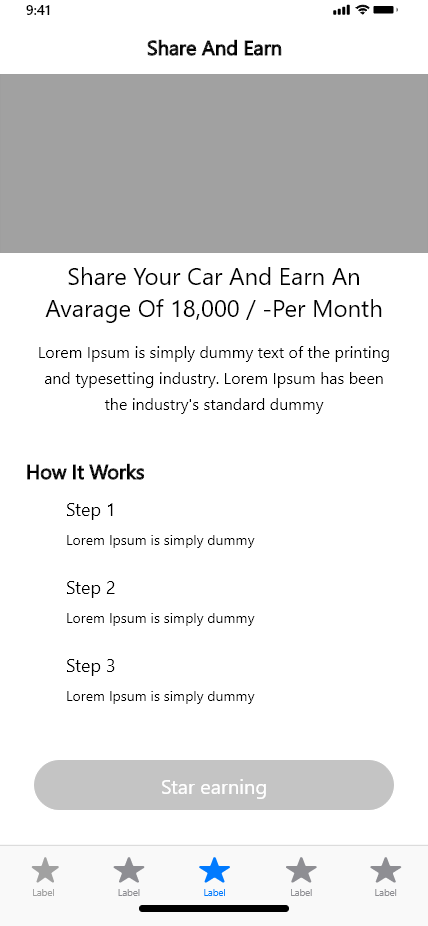 9:41
Share And Earn
Share Your Car And Earn An
Avarage Of 18,000 / -Per Month
Lorem Ipsum is simply dummy text of the printing
and typesetting industry. Lorem Ipsum has been
the industry's standard dummy
How It Works
Step 1
Lorem Ipsum is simply dummy
Step 2
Lorem Ipsum is simply dummy
Step 3
Lorem Ipsum is simply dummy
Star earning
Label Label Label Label Label